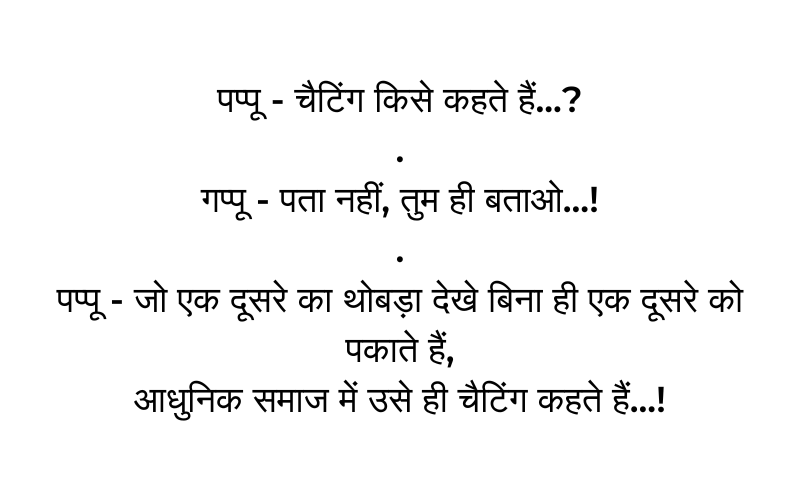 पप्पू - चैटिंग किसे कहते हैं...?
.
गप्पू - पता नहीं, तुम ही बताओ...!
.
पप्पू - जो एक दूसरे का थोबड़ा देखे बिना ही एक दूसरे को
पकाते हैं,
आधुनिक समाज में उसे ही चैटिंग कहते हैं...!